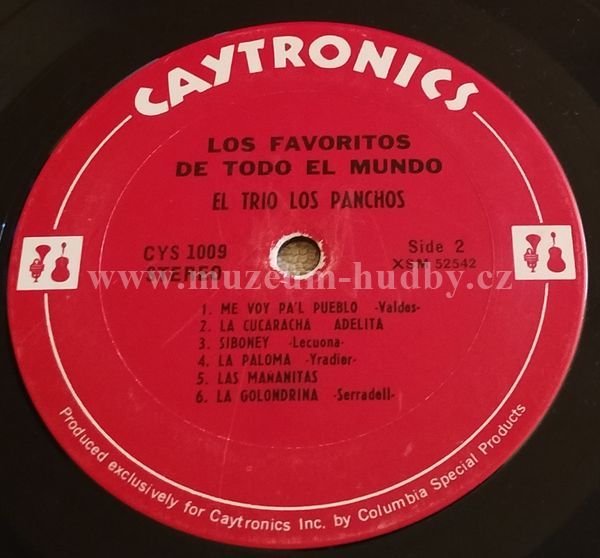 CAYTRONICS
LOS FAVORITOS
DE TODO EL MUNDO
EL TRIO LOS PANCHOS
CYS 1009 Side 2
STEREO XSM 52542
www.muzeum-hudby.cz
1. ME VOY PA'L PUEBLO -Valdes-
2. LA CUCARACHA ADELITA
3. SIBONEY -Lecuona-
4. LA PALOMA -Yradier-
5. LAS MAÑANITAS
6. LA GOLONDRINA -Serradell-
Produced exclusively for Caytronics Inc. by Columbia Special Products